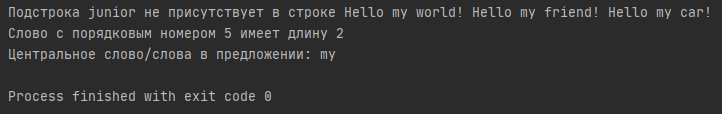 Подстрока junior не присутствует в строке Hello my world! Hello my friend! Hello my car!
Слово с порядковым номером 5 имеет длину 2
Центральное слово/слова в предложении: my
Process finished with exit code 0